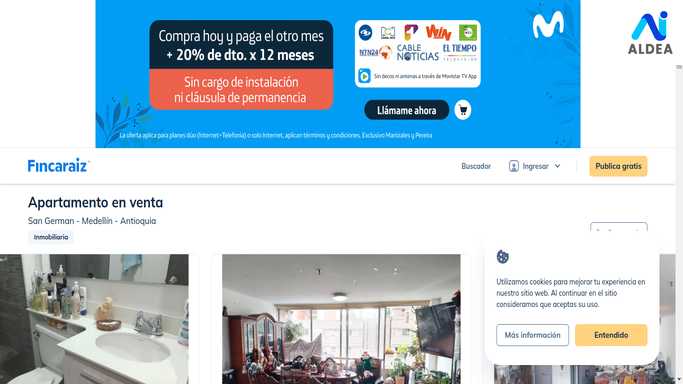 Compra hoy y paga el otro mes
+ 20% de dto. x 12 meses
Sin cargo de instalación
ni cláusula de permanencia
WIN
NTN24
CABLE
NOTICIAS
EL TIEMPO
TELEVISIÓN
Sin decos ni antenas a través de Movistar TV App
Llámame ahora
La oferta aplica para planes dúo (Internet+Telefonía) o solo Internet, aplican términos y condiciones. Exclusivo Manizales y Pereira
ALDEA
Fincaraiz
Buscador
Ingresar
Publica gratis
Apartamento en venta
San German - Medellín - Antioquia
Inmobiliaria
Utilizamos cookies para mejorar tu experiencia en
nuestro sitio web. Al continuar en el sitio
consideramos que aceptas su uso.
Más información
Entendido